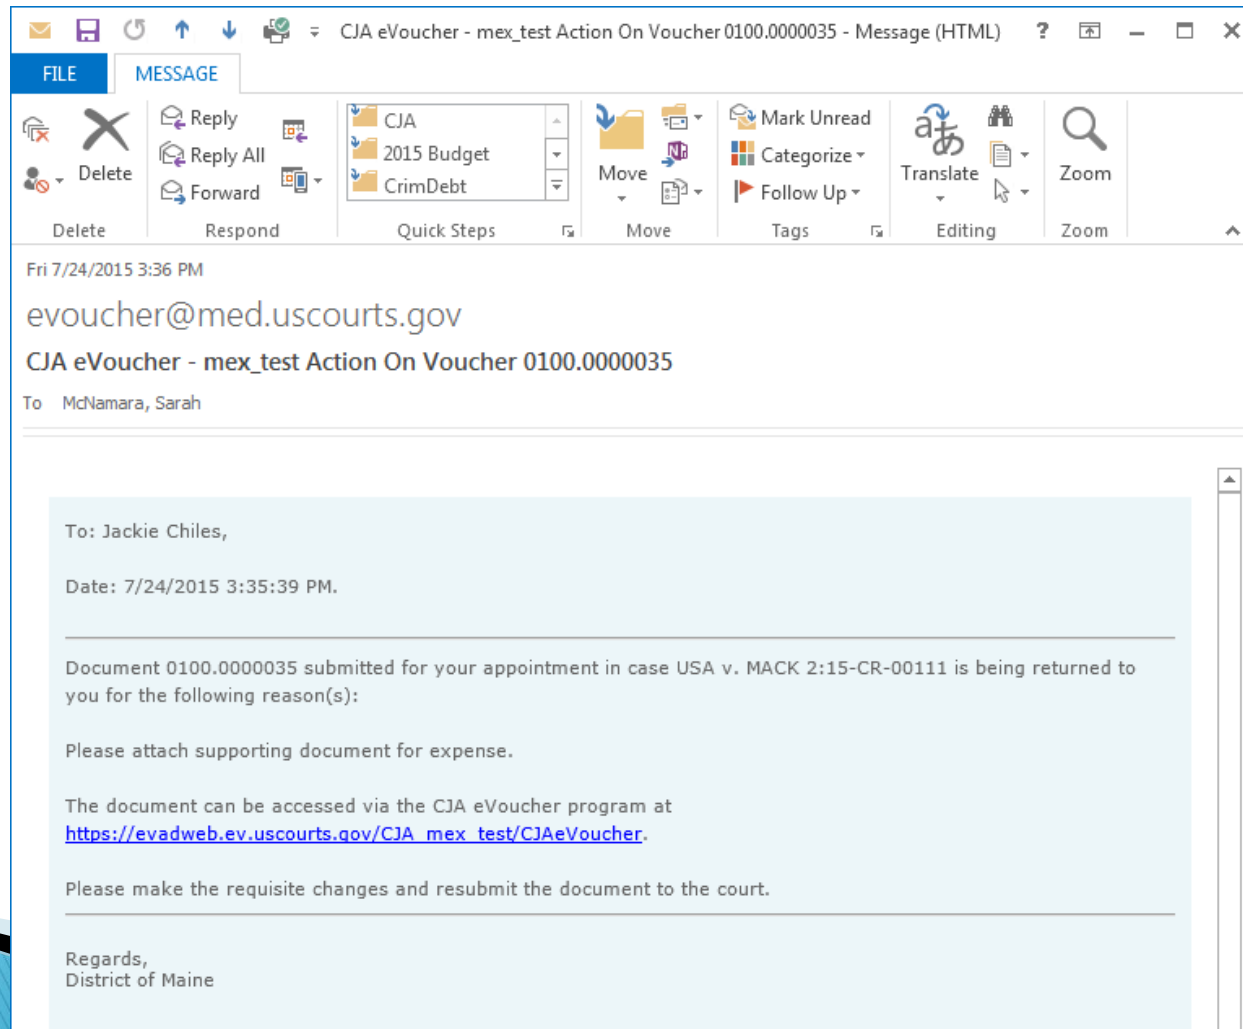 CJA eVoucher - mex_test Action On Voucher 0100.0000035 - Message (HTML)
FILE
MESSAGE
Delete
Reply
Reply All
Forward
CJA
2015 Budget
CrimDebt
Move
Mark Unread
Categorize
Follow Up
Translate
Zoom
Delete
Respond
Quick Steps
Move
Tags
Editing
Zoom
Fri 7/24/2015 3:36 PM
evoucher@med.uscourts.gov
CJA eVoucher - mex_test Action On Voucher 0100.0000035
To McNamara, Sarah
To: Jackie Chiles,
Date: 7/24/2015 3:35:39 PM.
Document 0100.0000035 submitted for your appointment in case USA v. MACK 2:15-CR-00111 is being returned to
you for the following reason(s):
Please attach supporting document for expense.
The document can be accessed via the CJA eVoucher program at
https://evadweb.ev.uscourts.gov/CJA_mex_test/CJAeVoucher.
Please make the requisite changes and resubmit the document to the court.
Regards,
District of Maine